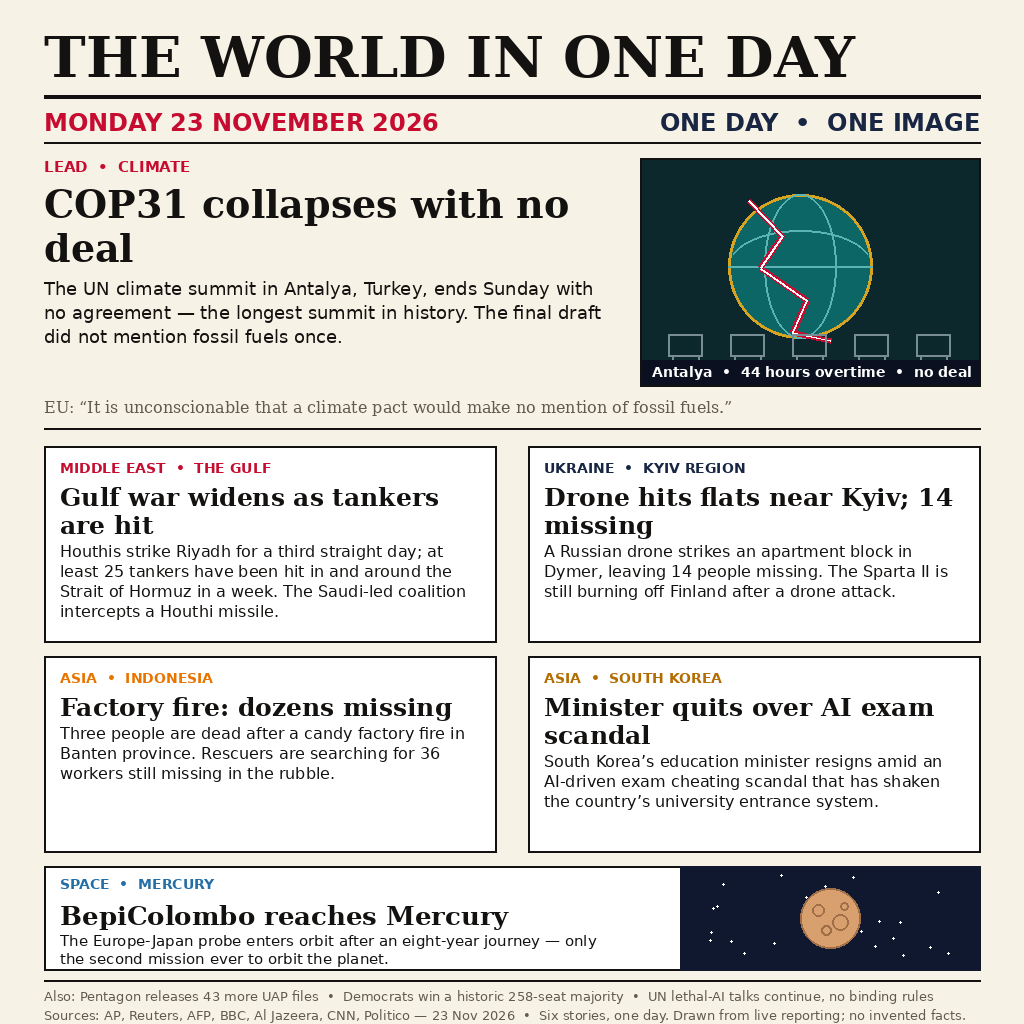 THE WORLD IN ONE DAY
MONDAY 23 NOVEMBER 2026
ONE DAY • ONE IMAGE
LEAD • CLIMATE
COP31 collapses with no
deal
The UN climate summit in Antalya, Turkey, ends Sunday with
no agreement — the longest summit in history. The final draft
did not mention fossil fuels once.
Antalya • 44 hours overtime • no deal
EU: “It is unconscionable that a climate pact would make no mention of fossil fuels.”
MIDDLE EAST • THE GULF
Gulf war widens as tankers
are hit
Houthis strike Riyadh for a third straight day; at
least 25 tankers have been hit in and around the
Strait of Hormuz in a week. The Saudi-led coalition
intercepts a Houthi missile.
UKRAINE • KYIV REGION
Drone hits flats near Kyiv; 14
missing
A Russian drone strikes an apartment block in
Dymer, leaving 14 people missing. The Sparta II is
still burning off Finland after a drone attack.
ASIA • INDONESIA
Factory fire: dozens missing
Three people are dead after a candy factory fire in
Banten province. Rescuers are searching for 36
workers still missing in the rubble.
ASIA • SOUTH KOREA
Minister quits over AI exam
scandal
South Korea’s education minister resigns amid an
AI-driven exam cheating scandal that has shaken
the country’s university entrance system.
SPACE • MERCURY
BepiColombo reaches Mercury
The Europe-Japan probe enters orbit after an eight-year journey — only
the second mission ever to orbit the planet.
Also: Pentagon releases 43 more UAP files • Democrats win a historic 258-seat majority • UN lethal-AI talks continue, no binding rules
Sources: AP, Reuters, AFP, BBC, Al Jazeera, CNN, Politico — 23 Nov 2026 • Six stories, one day. Drawn from live reporting; no invented facts.